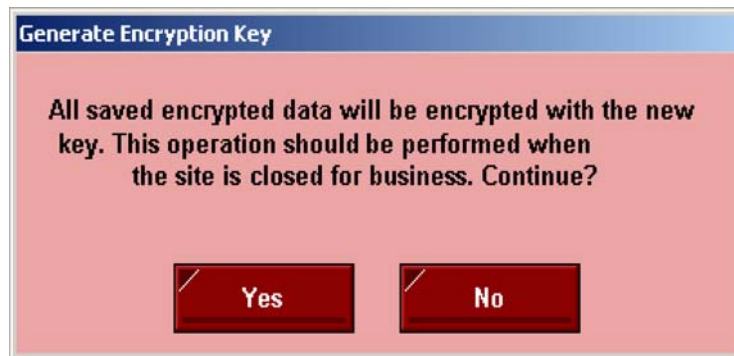 Generate Encryption Key
All saved encrypted data will be encrypted with the new
key. This operation should be performed when
the site is closed for business. Continue?
Yes
No